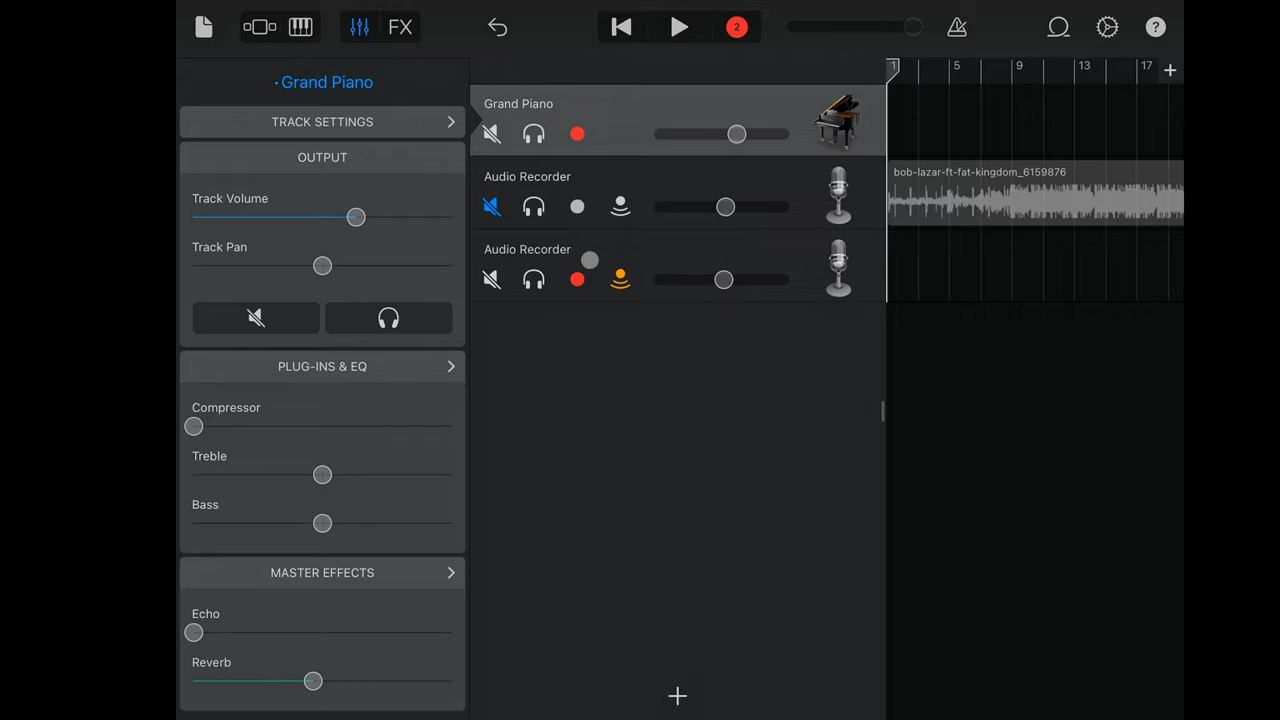 FX
2
?
Grand Piano
TRACK SETTINGS
OUTPUT
Track Volume
Track Pan
PLUG-INS & EQ
Compressor
Treble
Bass
MASTER EFFECTS
Echo
Reverb
Grand Piano
Audio Recorder
Audio Recorder
1 5 9 13 17 +
bob-lazar-ft-fat-kingdom_6159876
+